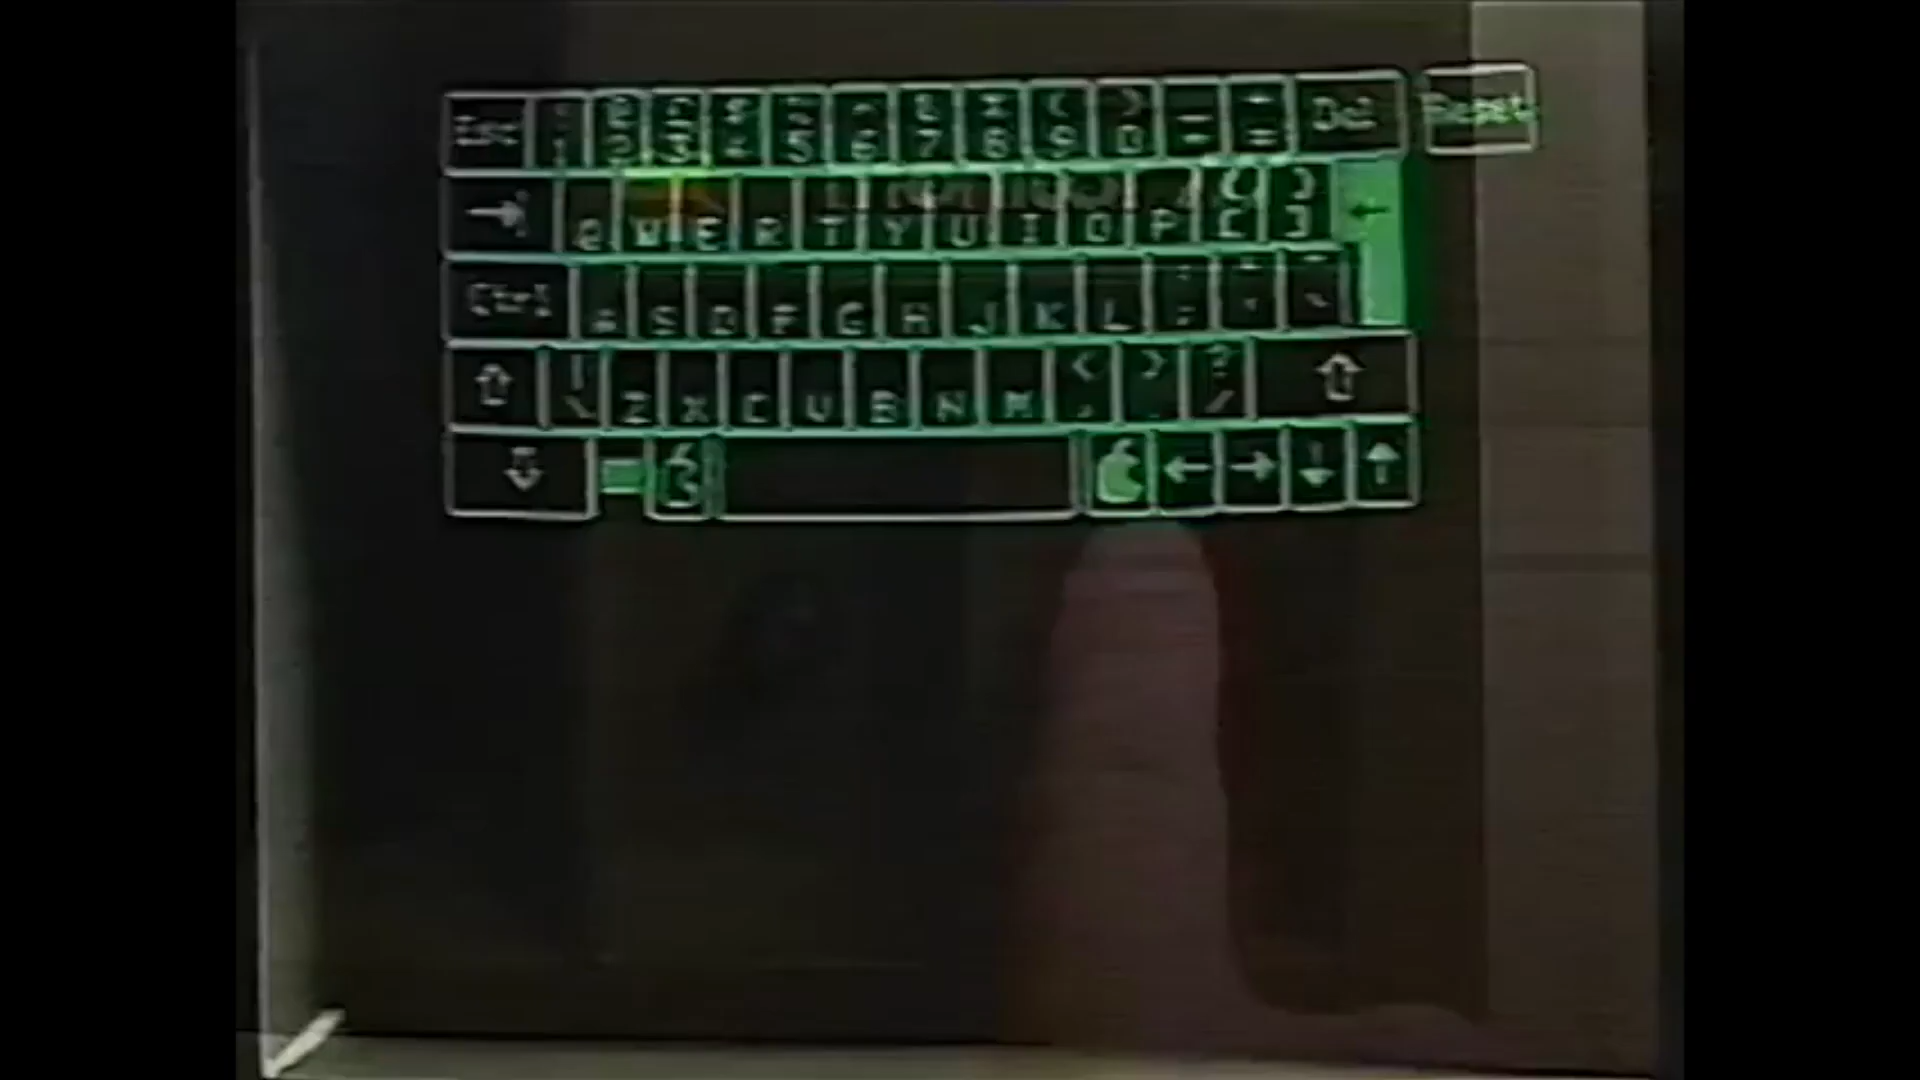 Esc ! 1 @ 2 £ 3 $ 4 % 5 ^ 6 & 7 * 8 ( 9 ) 0 _ - + = Del Reset
→ Q W E R T Y U I O P { [ } ] ←
Ctrl A S D F G H J K L : ;
⇧ | \ Z X C V B N M < , > . ? / ⇧
⇩ ← → ↓ ↑